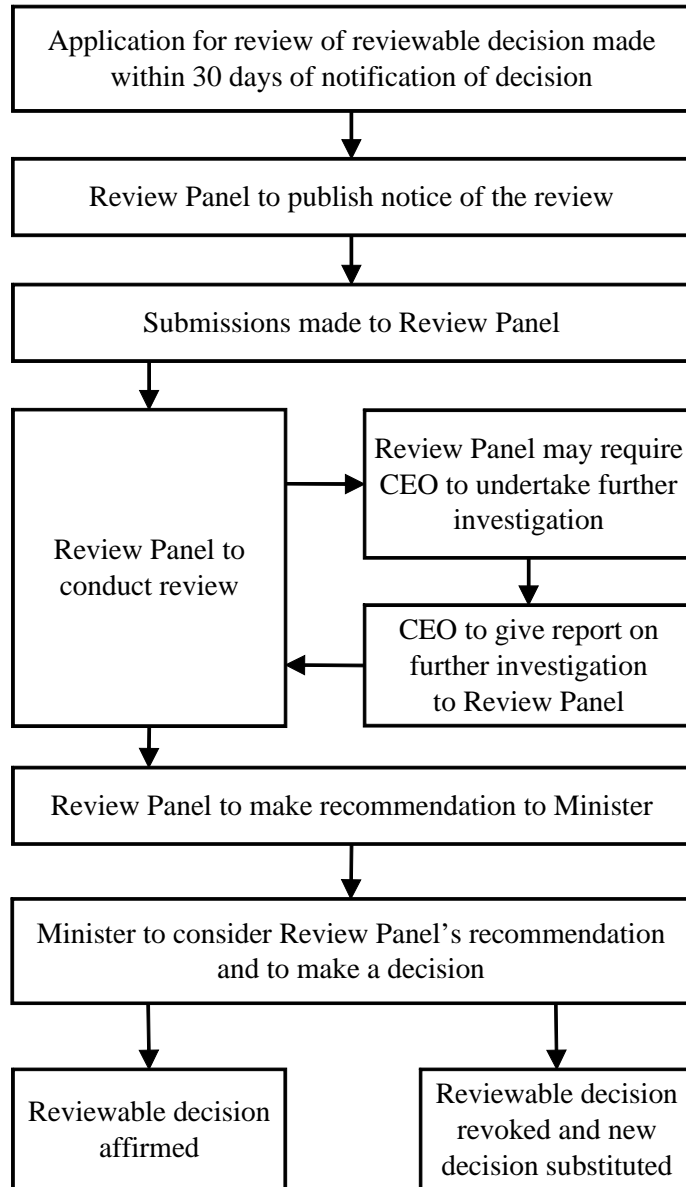 Application for review of reviewable decision made
within 30 days of notification of decision
Review Panel to publish notice of the review
Submissions made to Review Panel
Review Panel to
conduct review
Review Panel may require
CEO to undertake further
investigation
CEO to give report on
further investigation
to Review Panel
Review Panel to make recommendation to Minister
Minister to consider Review Panel’s recommendation
and to make a decision
Reviewable decision
affirmed
Reviewable decision
revoked and new
decision substituted